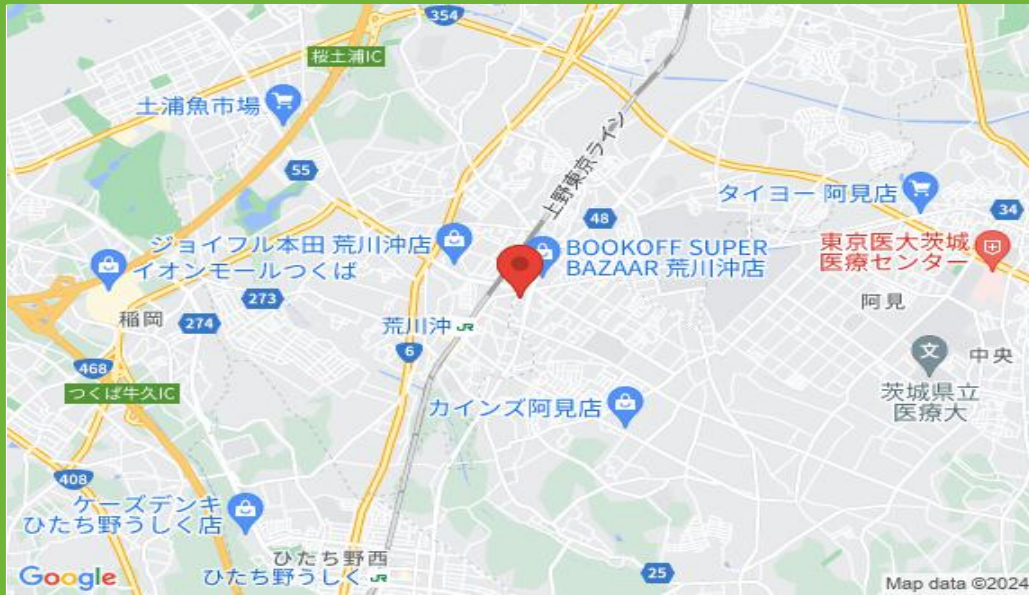 354
桜土浦IC
土浦魚市場
上野東京ライン
55
タイヨー 阿見店
34
48
ジョイフル本田 荒川沖店
BOOKOFF SUPER
BAZAAR 荒川沖店
東京医大茨城
医療センター
イオンモールつくば
273
阿見
稲岡
274
荒川沖 JR
6
文
中央
468
つくば牛久IC
茨城県立
医療大
カインズ阿見店
408
ケーズデンキ
ひたち野うしく店
ひたち野西
ひたち野うしく JR
25
Google
Map data ©2024